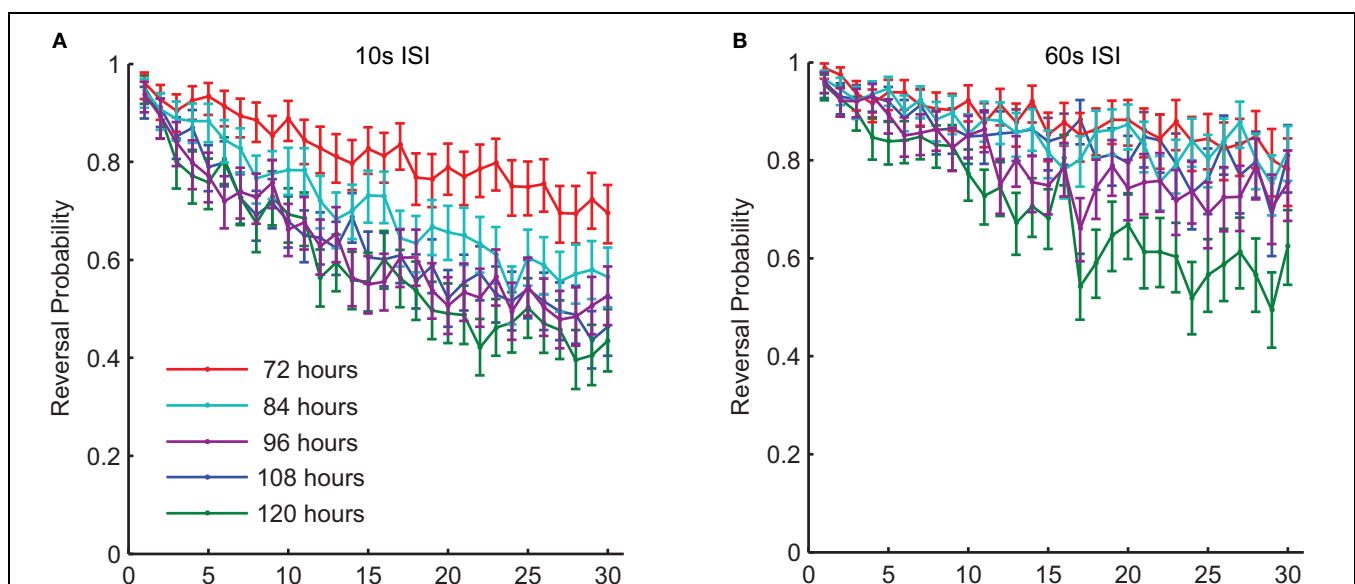 A
10s ISI
1
0.8
0.6
0.4
0.2
0
Reversal Probability
72 hours
84 hours
96 hours
108 hours
120 hours
0 5 10 15 20 25 30
B
60s ISI
1
0.8
0.6
0.4
0.2
0
Reversal Probability
0 5 10 15 20 25 30